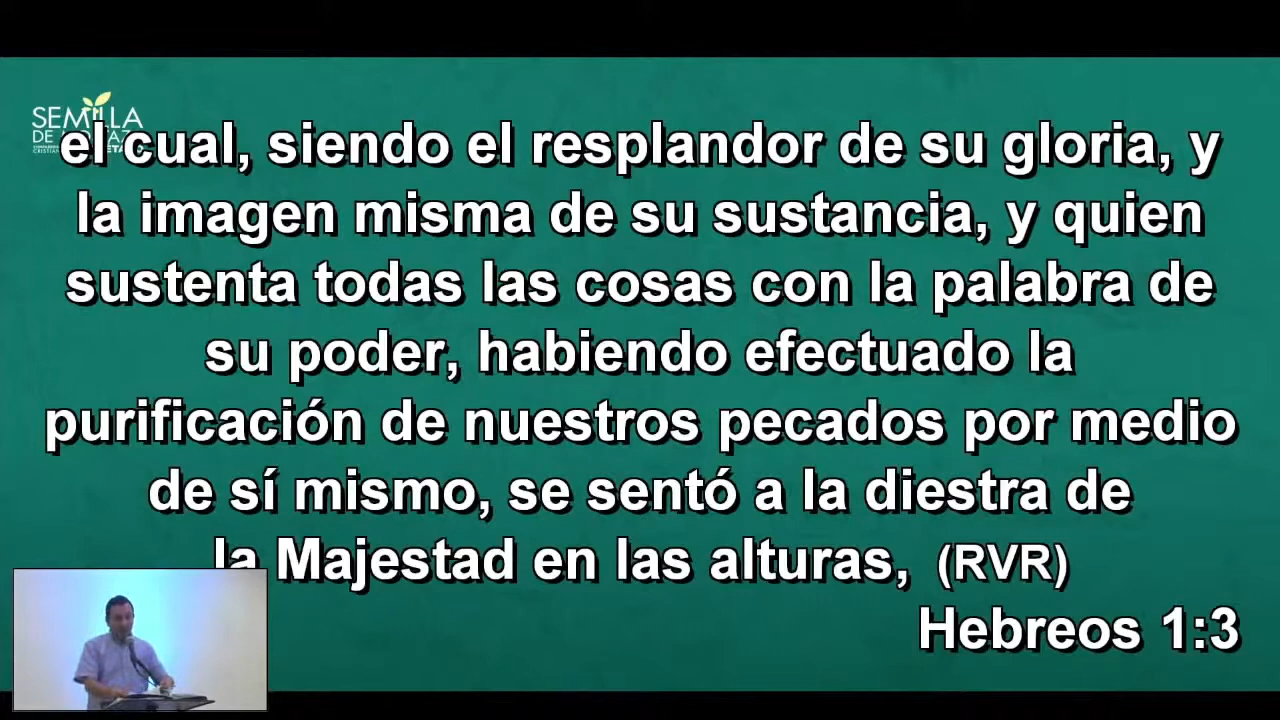 SEMILLA
el cual, siendo el resplandor de su gloria, y
la imagen misma de su sustancia, y quien
sustenta todas las cosas con la palabra de
su poder, habiendo efectuado la
purificación de nuestros pecados por medio
de sí mismo, se sentó a la diestra de
la Majestad en las alturas, (RVR)
Hebreos 1:3